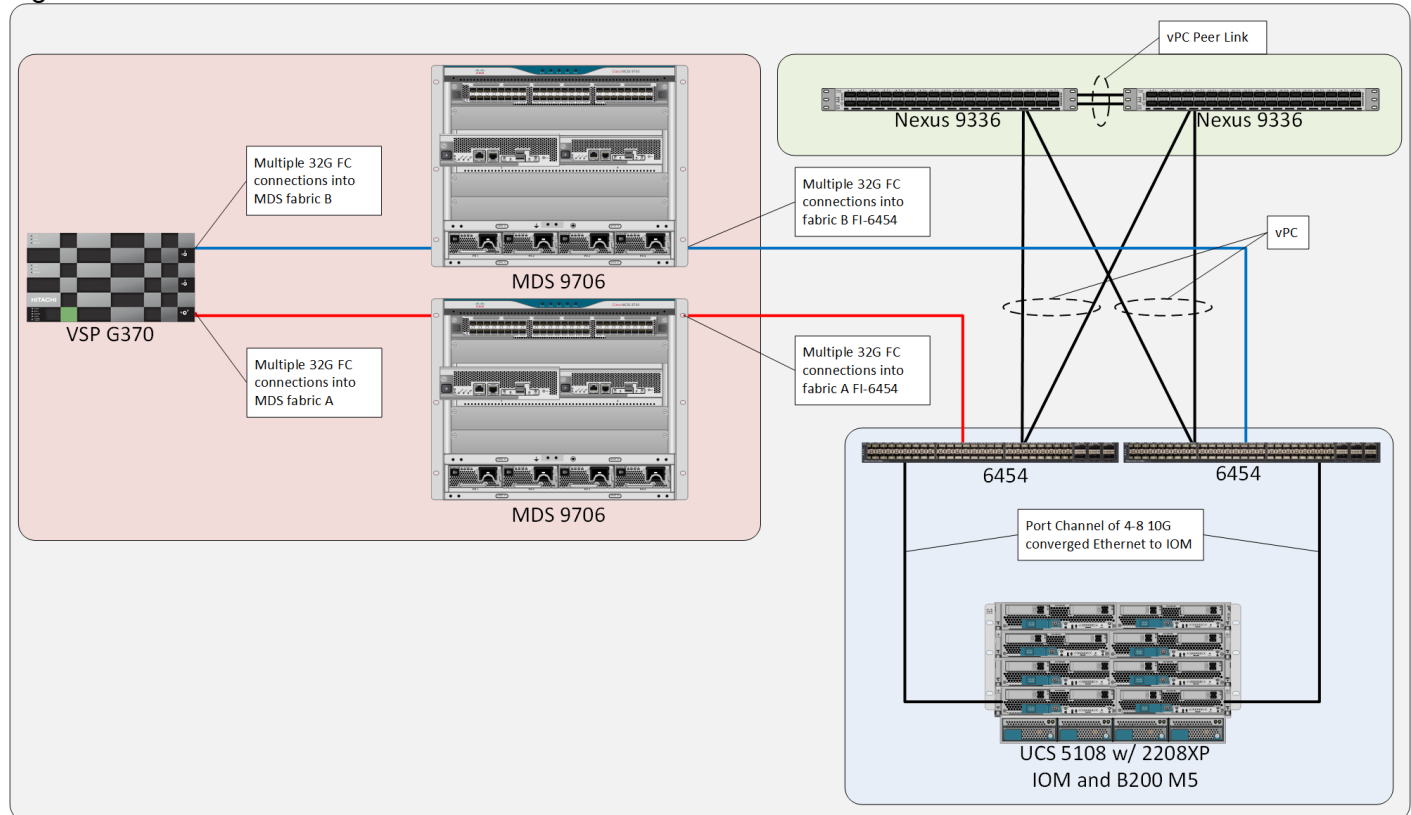 vPC Peer Link
Nexus 9336
Nexus 9336
Multiple 32G FC
connections into
MDS fabric B
Multiple 32G FC
connections into
fabric B FI-6454
vPC
HITACHI
VSP G370
MDS 9706
Multiple 32G FC
connections into
MDS fabric A
Multiple 32G FC
connections into
fabric A FI-6454
MDS 9706
6454
6454
Port Channel of 4-8 10G
converged Ethernet to IOM
UCS 5108 w/ 2208XP
IOM and B200 M5